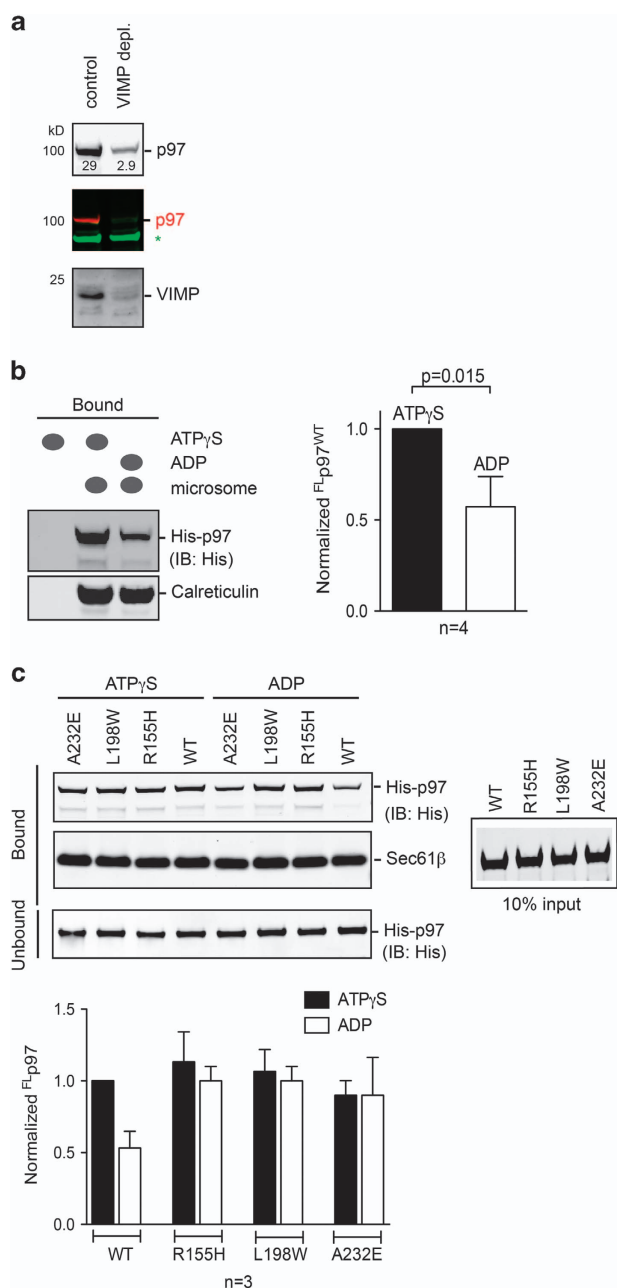 a
control
VIMP depl.
kD
100
p97
29
2.9
100
p97
*
25
VIMP
b
Bound
ATPγS
ADP
microsome
His-p97
(IB: His)
Calreticulin
p=0.015
ATPγS
ADP
Normalized FLp97WT
1.0
0.5
0.0
n=4
c
ATPγS
ADP
A232E
L198W
R155H
WT
A232E
L198W
R155H
WT
Bound
His-p97
(IB: His)
Sec61β
Unbound
His-p97
(IB: His)
WT
R155H
L198W
A232E
10% input
ATPγS
ADP
Normalized FLp97
1.5
1.0
0.5
0.0
WT
R155H
L198W
A232E
n=3